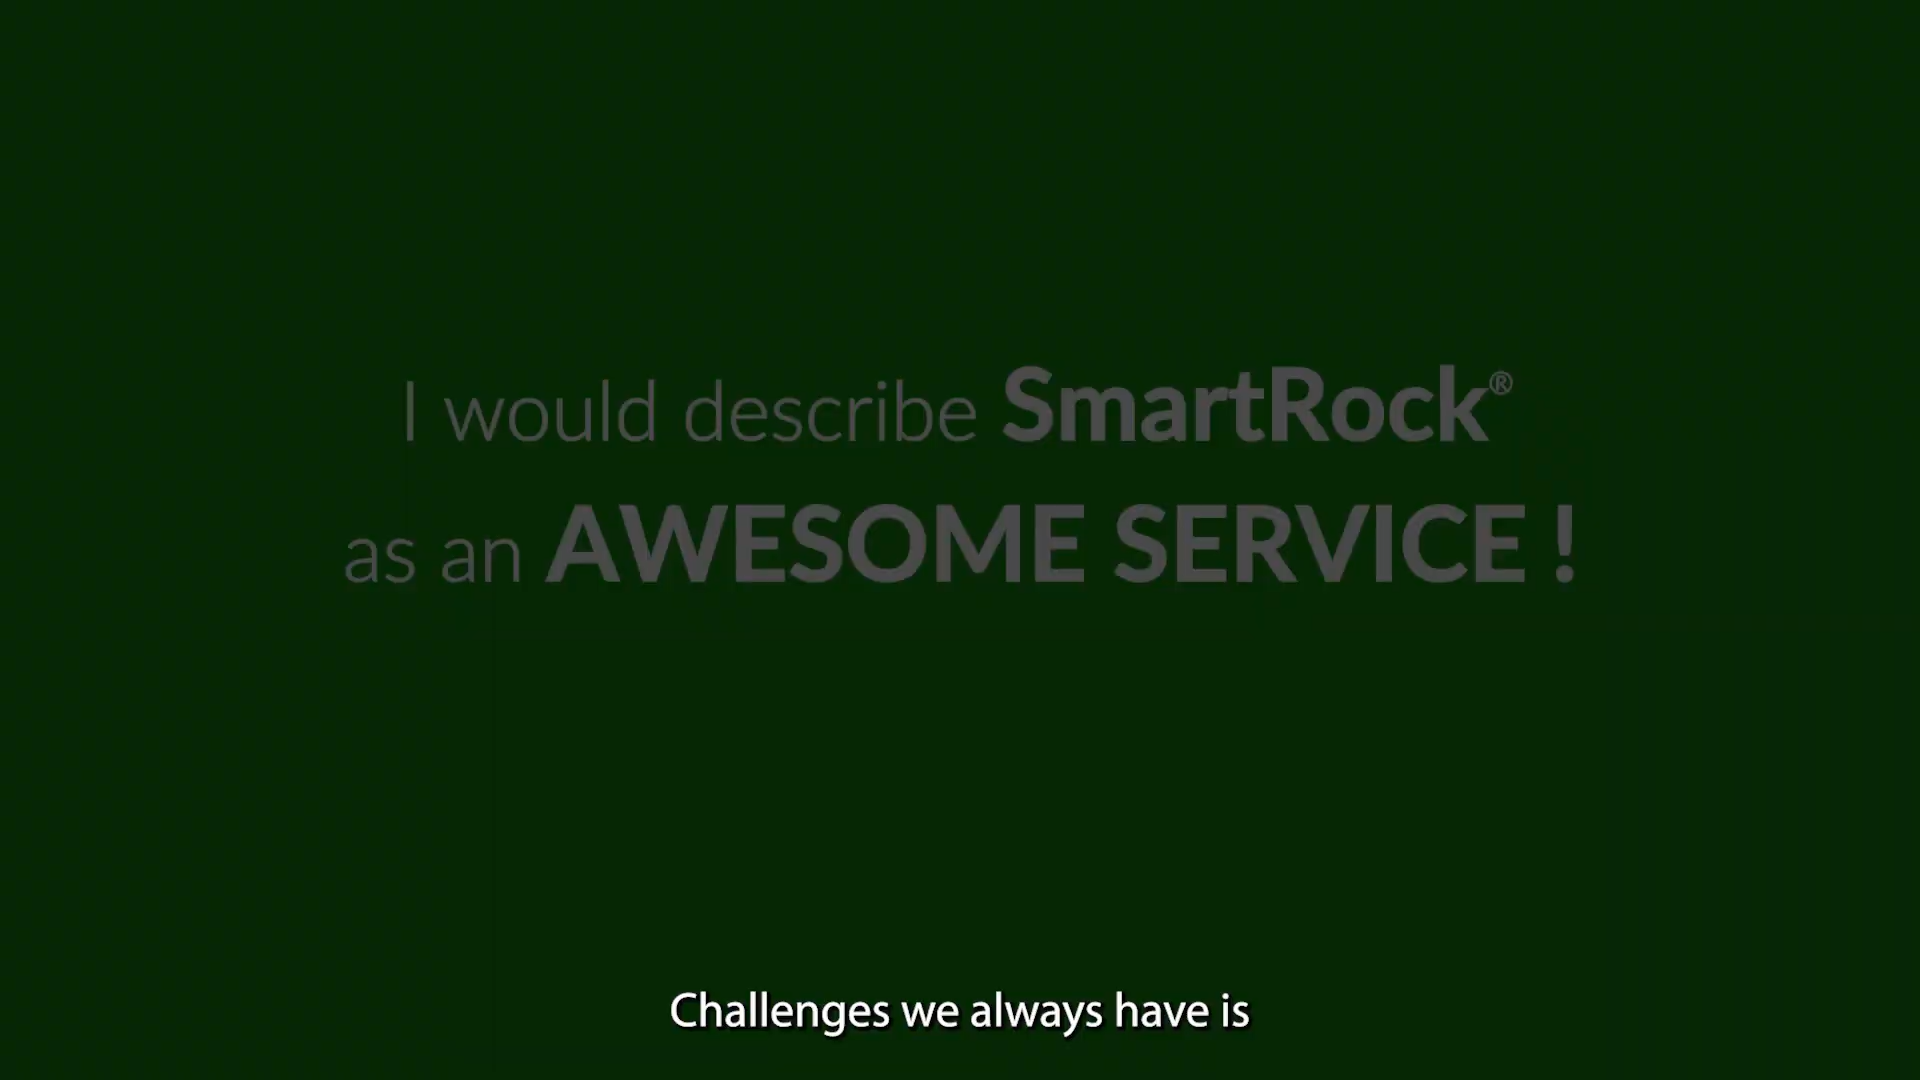 I would describe SmartRock®
as an AWESOME SERVICE !
Challenges we always have is